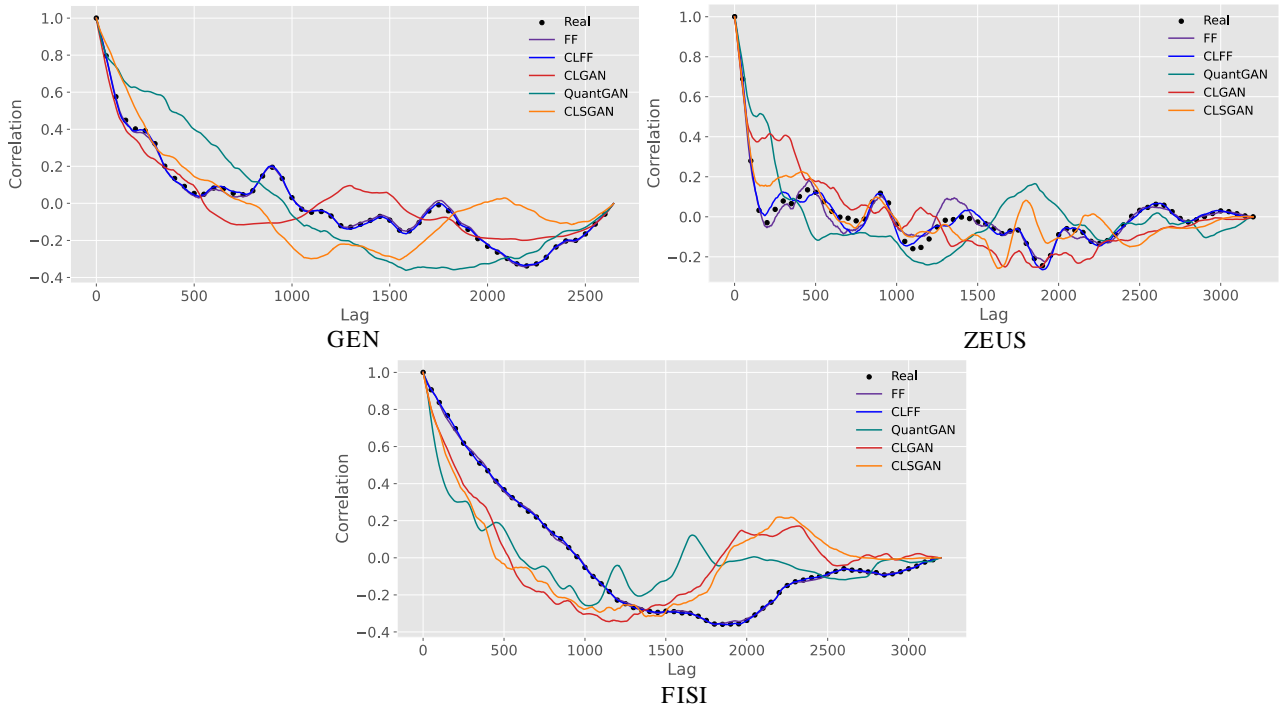 1.0
0.8
0.6
0.4
0.2
0.0
−0.2
−0.4
Correlation
0
500
1000
1500
2000
2500
Lag
Real
FF
CLFF
CLGAN
QuantGAN
CLSGAN
GEN
1.0
0.8
0.6
0.4
0.2
0.0
−0.2
Correlation
0
500
1000
1500
2000
2500
3000
Lag
Real
FF
CLFF
QuantGAN
CLGAN
CLSGAN
ZEUS
1.0
0.8
0.6
0.4
0.2
0.0
−0.2
−0.4
Correlation
0
500
1000
1500
2000
2500
3000
Lag
Real
FF
CLFF
QuantGAN
CLGAN
CLSGAN
FISI